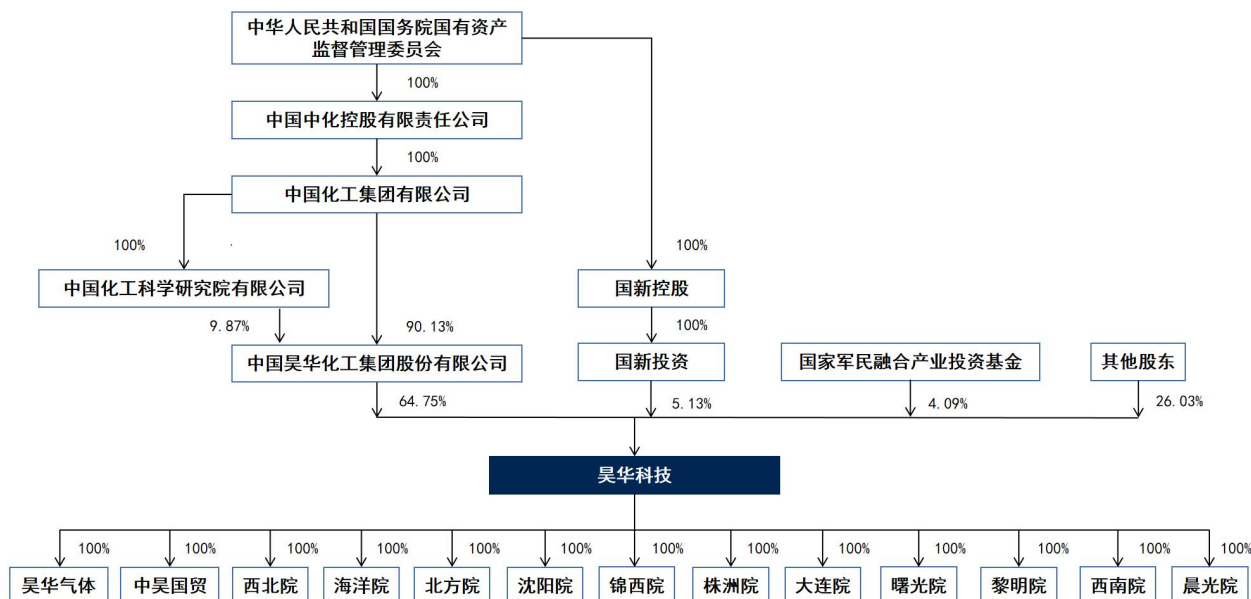 中华人民共和国国务院国有资产
监督管理委员会
100%
中国中化控股有限责任公司
100%
中国化工集团有限公司
100%
100%
中国化工科学研究院有限公司
国新控股
9.87%
90.13%
100%
中国昊华化工集团股份有限公司
国新投资
国家军民融合产业投资基金
其他股东
64.75%
5.13%
4.09%
26.03%
昊华科技
100%
100%
100%
100%
100%
100%
100%
100%
100%
100%
100%
100%
100%
昊华气体
中昊国贸
西北院
海洋院
北方院
沈阳院
锦西院
株洲院
大连院
曙光院
黎明院
西南院
晨光院